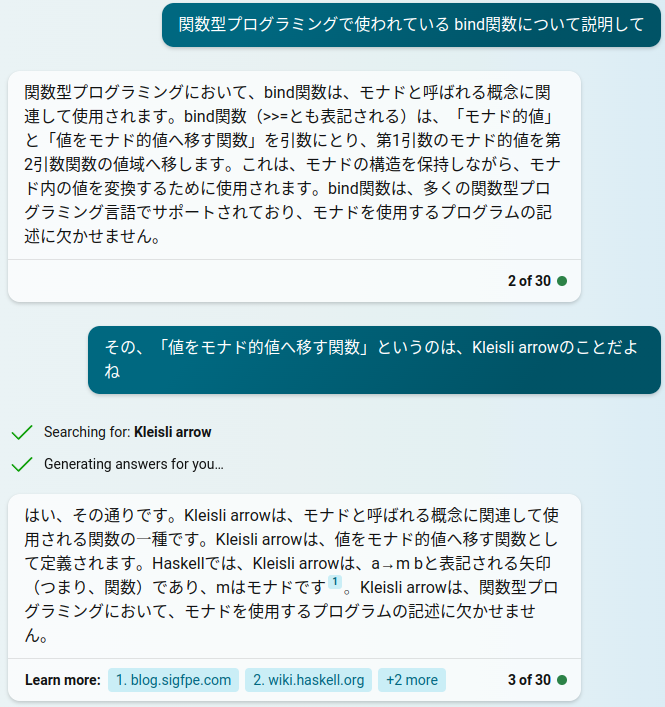 関数型プログラミングで使われている bind関数について説明して
関数型プログラミングにおいて、bind関数は、モナドと呼ばれる概念に関
連して使用されます。bind関数（>>=とも表記される）は、「モナド的値」
と「値をモナド的値へ移す関数」を引数にとり、第1引数のモナド的値を第
2引数関数の値域へ移します。これは、モナドの構造を保持しながら、モナ
ド内の値を変換するために使用されます。bind関数は、多くの関数型プロ
グラミング言語でサポートされており、モナドを使用するプログラムの記
述に欠かせません。
2 of 30
その、「値をモナド的値へ移す関数」というのは、Kleisli arrowのことだよ
ね
Searching for: Kleisli arrow
Generating answers for you…
はい、その通りです。Kleisli arrowは、モナドと呼ばれる概念に関連して使
用される関数の一種です。Kleisli arrowは、値をモナド的値へ移す関数とし
て定義されます。Haskellでは、Kleisli arrowは、a→m bと表記される矢印
（つまり、関数）であり、mはモナドです 1 。Kleisli arrowは、関数型プロ
グラミングにおいて、モナドを使用するプログラムの記述に欠かせませ
ん。
Learn more: 1. blog.sigfpe.com 2. wiki.haskell.org +2 more 3 of 30